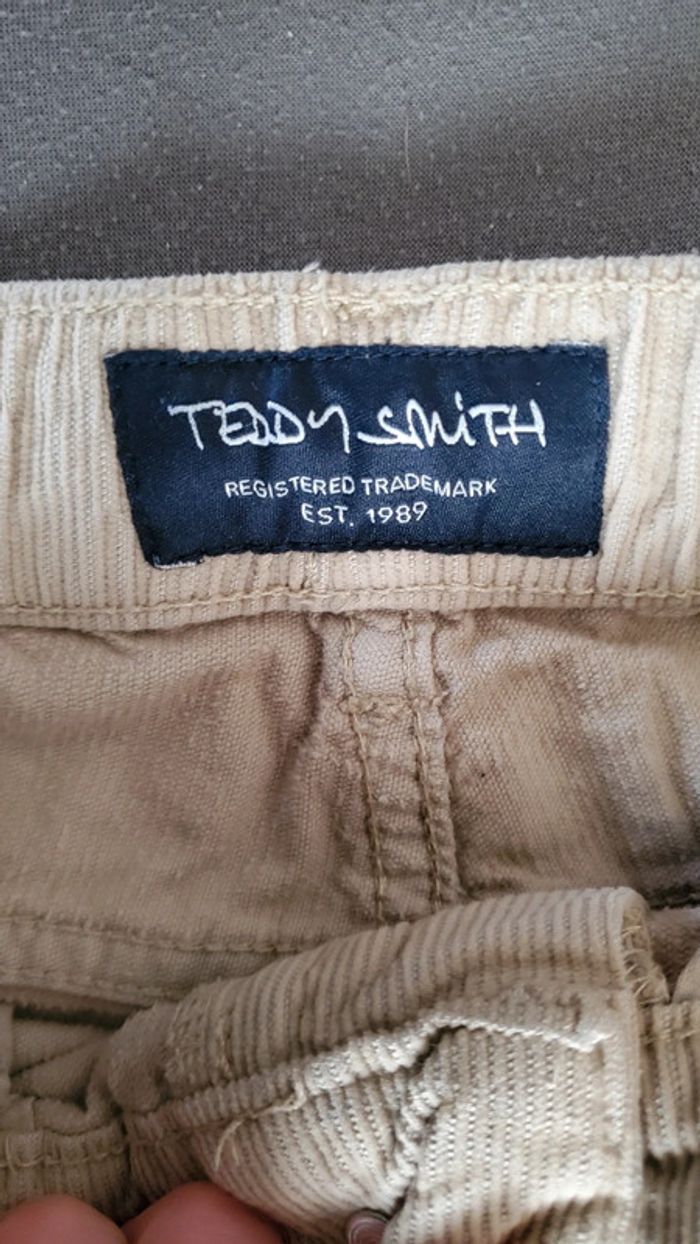 TEDDY SMITH
REGISTERED TRADEMARK
EST. 1989